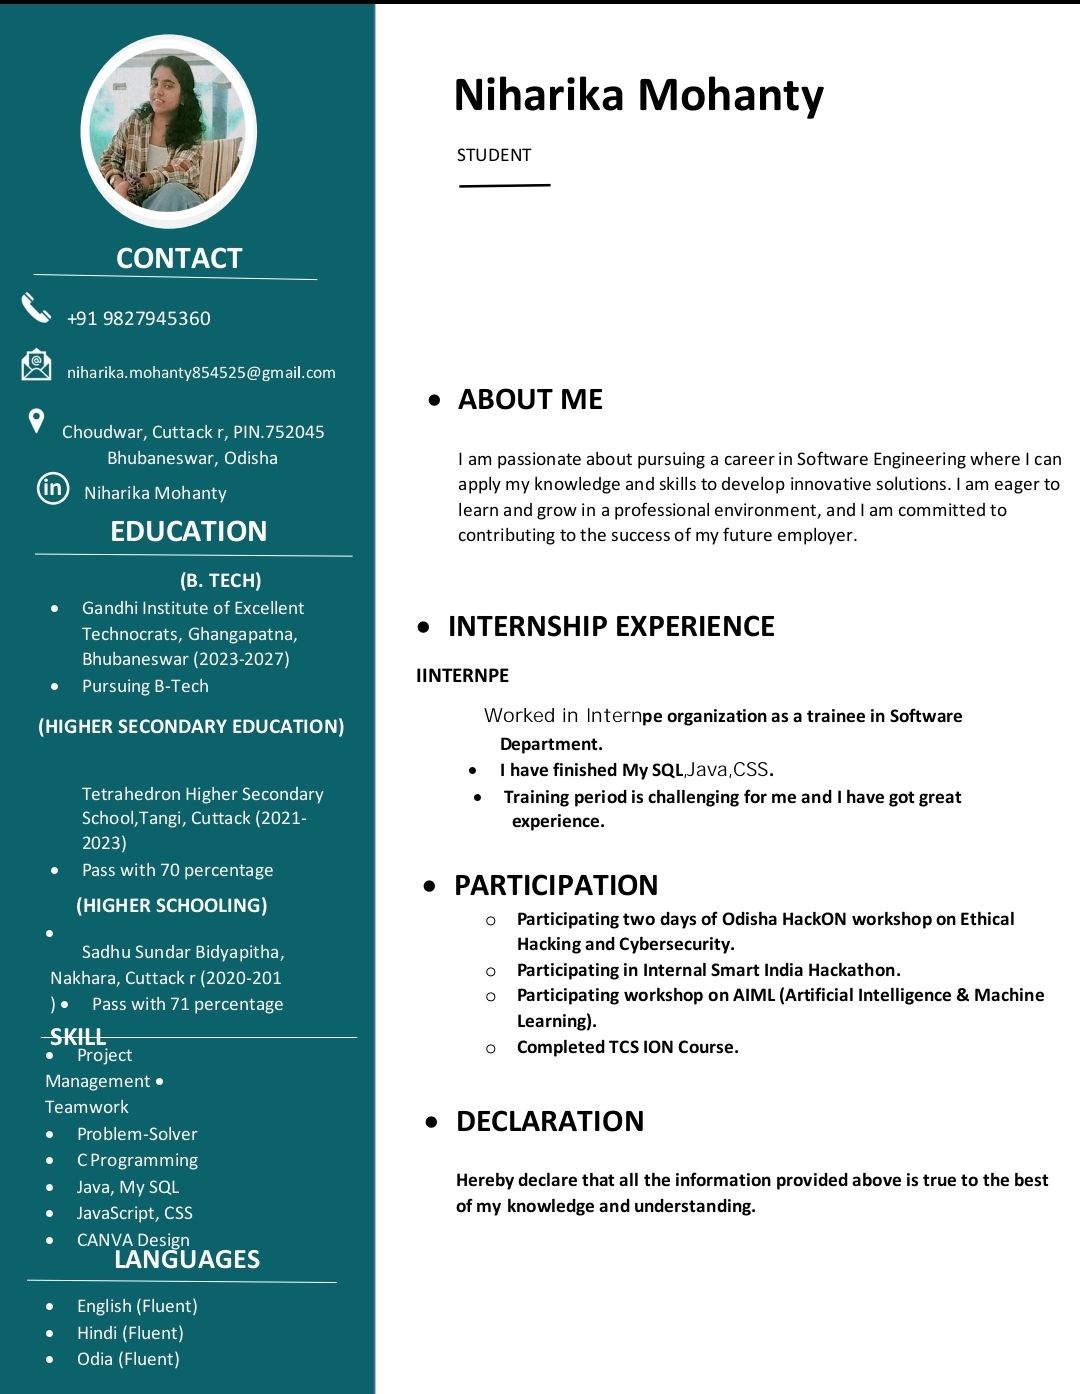 CONTACT
+91 9827945360
niharika.mohanty854525@gmail.com
Choudwar, Cuttack r, PIN.752045
Bhubaneswar, Odisha
in Niharika Mohanty
EDUCATION
(B. TECH)
• Gandhi Institute of Excellent
Technocrats, Ghangapatna,
Bhubaneswar (2023-2027)
• Pursuing B-Tech
(HIGHER SECONDARY EDUCATION)
Tetrahedron Higher Secondary
School,Tangi, Cuttack (2021-
2023)
• Pass with 70 percentage
(HIGHER SCHOOLING)
•
Sadhu Sundar Bidyapitha,
Nakhara, Cuttack r (2020-201
) • Pass with 71 percentage
SKILL
• Project
Management •
Teamwork
• Problem-Solver
• C Programming
• Java, My SQL
• JavaScript, CSS
• CANVA Design
LANGUAGES
• English (Fluent)
• Hindi (Fluent)
• Odia (Fluent)
Niharika Mohanty
STUDENT
• ABOUT ME
I am passionate about pursuing a career in Software Engineering where I can
apply my knowledge and skills to develop innovative solutions. I am eager to
learn and grow in a professional environment, and I am committed to
contributing to the success of my future employer.
• INTERNSHIP EXPERIENCE
IINTERNPE
Worked in Internpe organization as a trainee in Software
Department.
• I have finished My SQL,Java,CSS.
• Training period is challenging for me and I have got great
experience.
• PARTICIPATION
o Participating two days of Odisha HackON workshop on Ethical
Hacking and Cybersecurity.
o Participating in Internal Smart India Hackathon.
o Participating workshop on AIML (Artificial Intelligence & Machine
Learning).
o Completed TCS ION Course.
• DECLARATION
Hereby declare that all the information provided above is true to the best
of my knowledge and understanding.